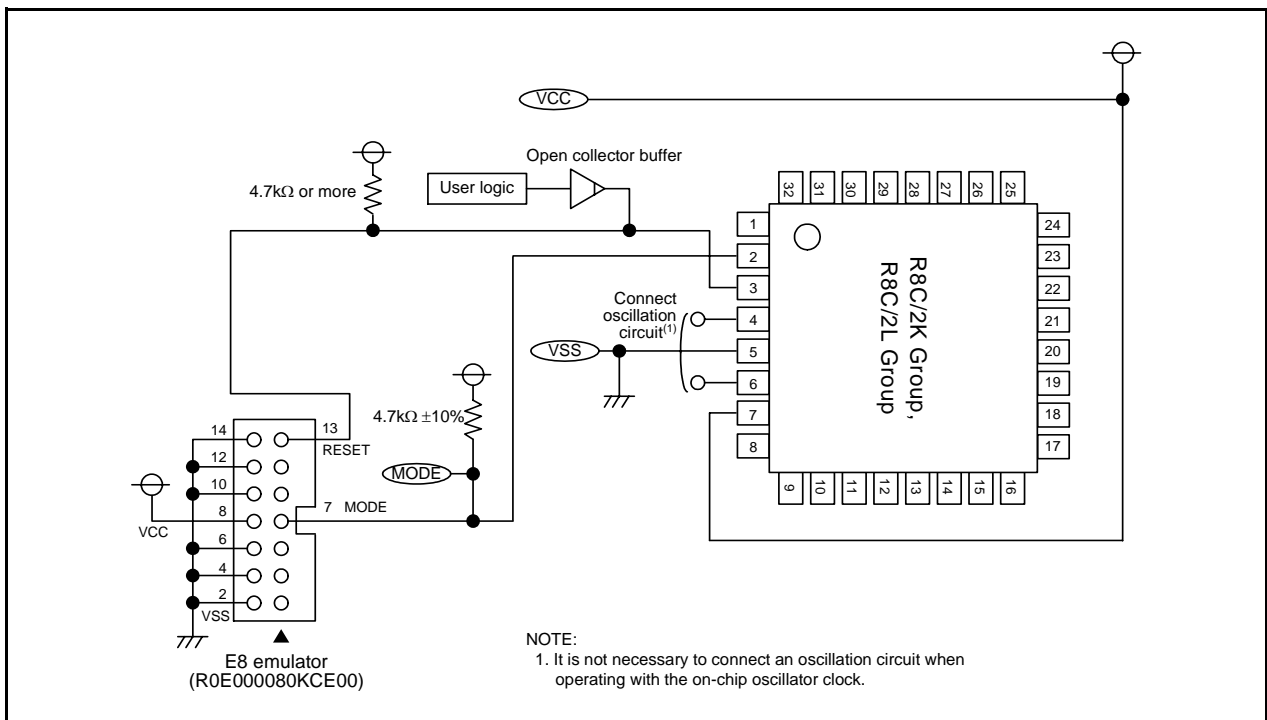 VCC
Open collector buffer
4.7kΩ or more
User logic
32 31 30 29 28 27 26 25
1
2
3
4
5
6
7
8
24
23
22
21
20
19
18
17
9 10 11 12 13 14 15 16
R8C/2K Group,
R8C/2L Group
Connect
oscillation
circuit(1)
VSS
4.7kΩ ±10%
MODE
14 13
RESET
12
10
8 7 MODE
VCC
6
4
2
VSS
E8 emulator
(R0E000080KCE00)
NOTE:
1. It is not necessary to connect an oscillation circuit when
operating with the on-chip oscillator clock.